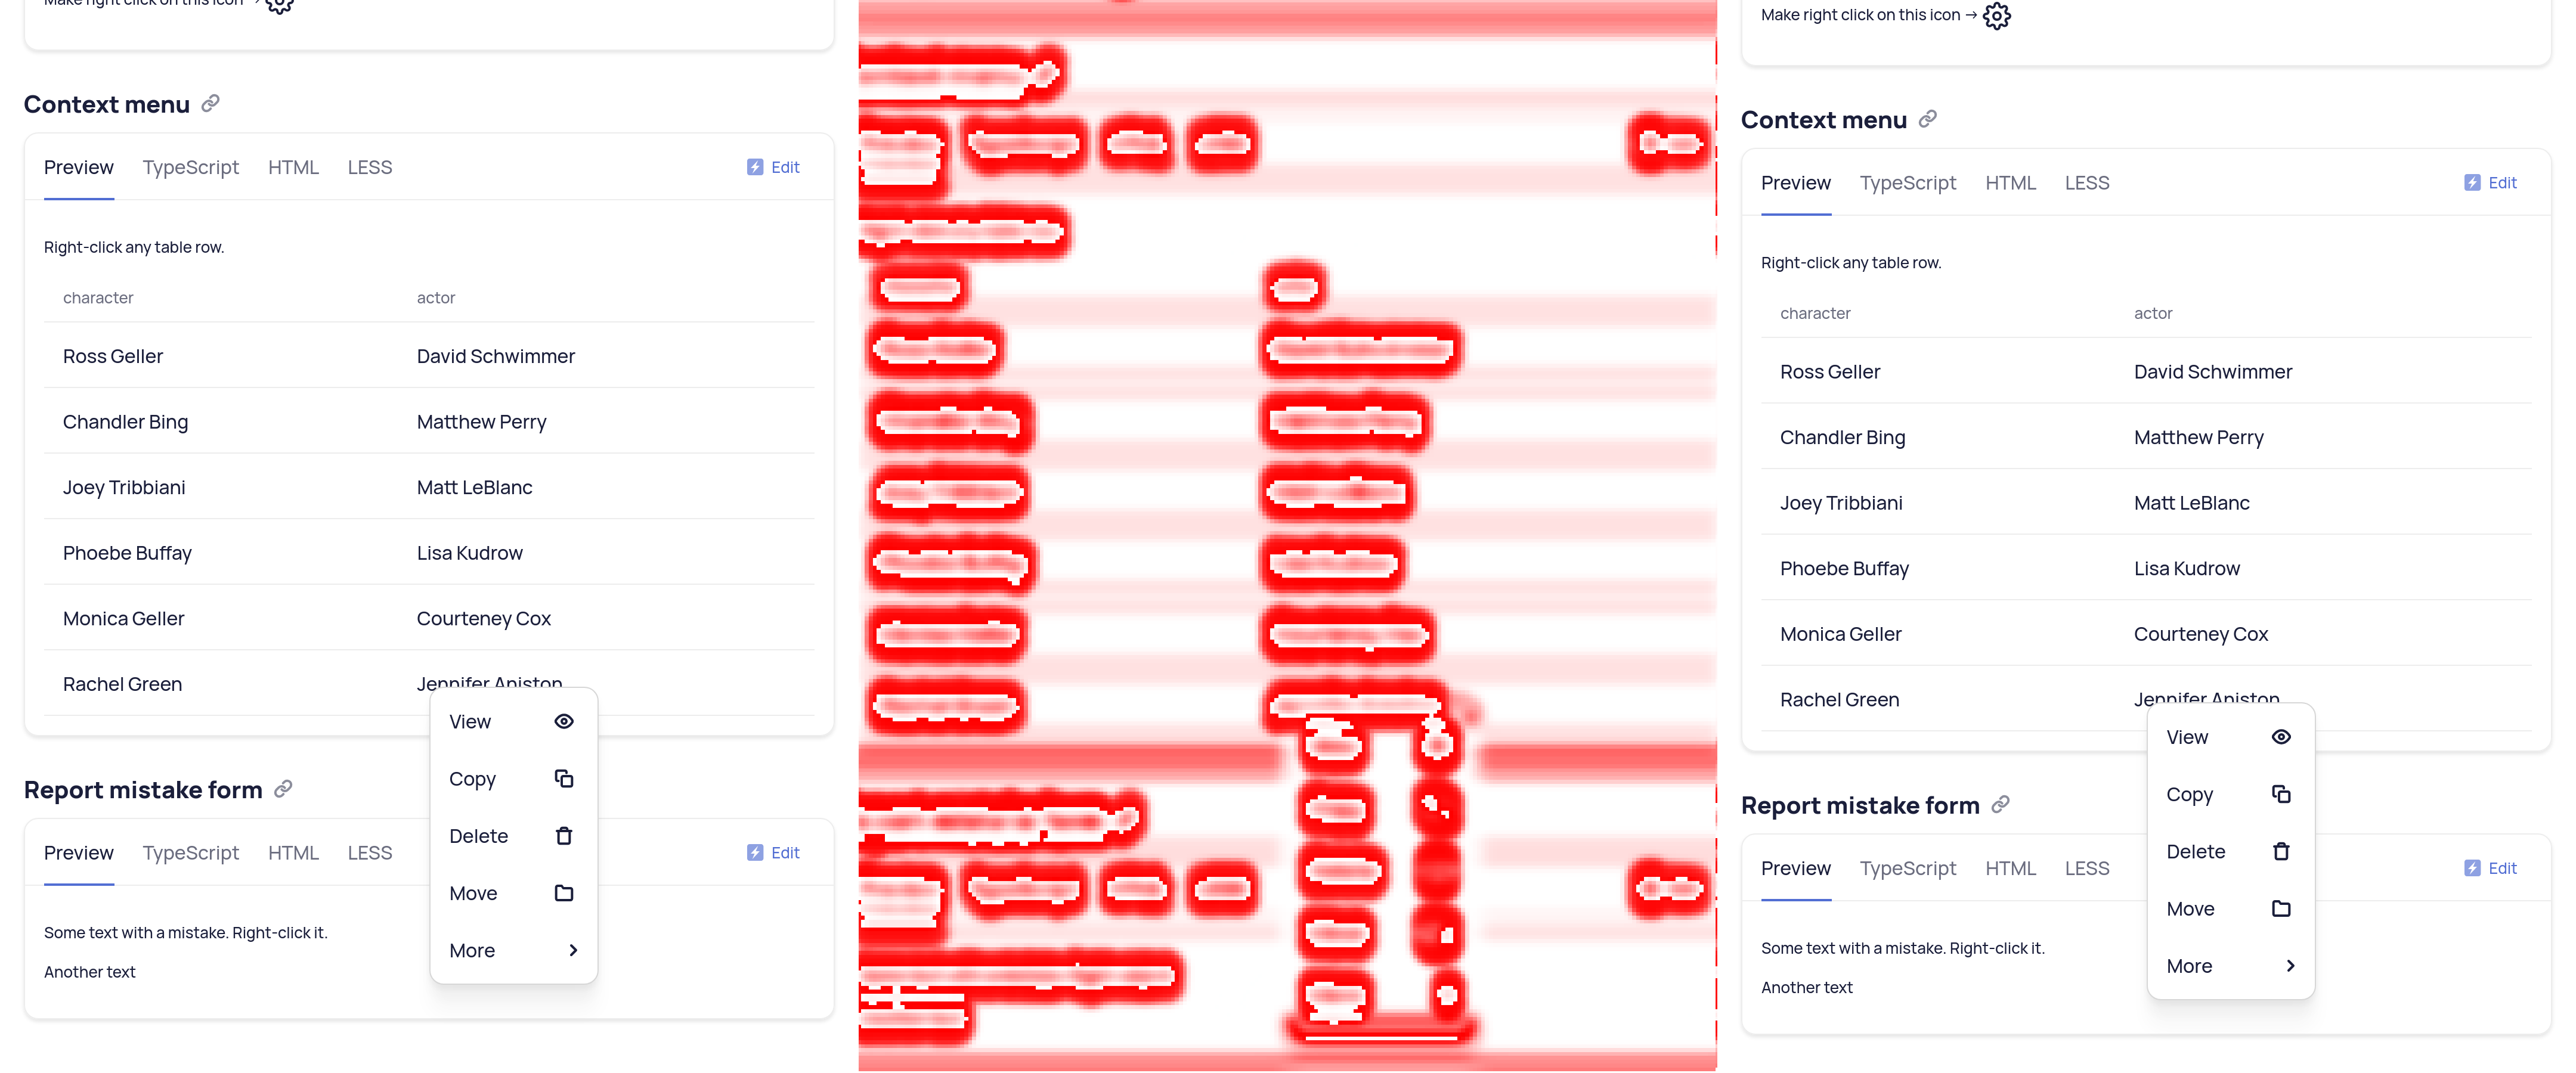 Make right click on this icon →
Context menu
Preview TypeScript HTML LESS Edit
Right-click any table row.
character actor
Ross Geller David Schwimmer
Chandler Bing Matthew Perry
Joey Tribbiani Matt LeBlanc
Phoebe Buffay Lisa Kudrow
Monica Geller Courteney Cox
Rachel Green Jennifer Aniston
View
Copy
Delete
Move
More
Report mistake form
Preview TypeScript HTML LESS Edit
Some text with a mistake. Right-click it.
Another text
Make right click on this icon →
Context menu
Preview TypeScript HTML LESS Edit
Right-click any table row.
character actor
Ross Geller David Schwimmer
Chandler Bing Matthew Perry
Joey Tribbiani Matt LeBlanc
Phoebe Buffay Lisa Kudrow
Monica Geller Courteney Cox
Rachel Green Jennifer Aniston
View
Copy
Delete
Move
More
Report mistake form
Preview TypeScript HTML LESS Edit
Some text with a mistake. Right-click it.
Another text